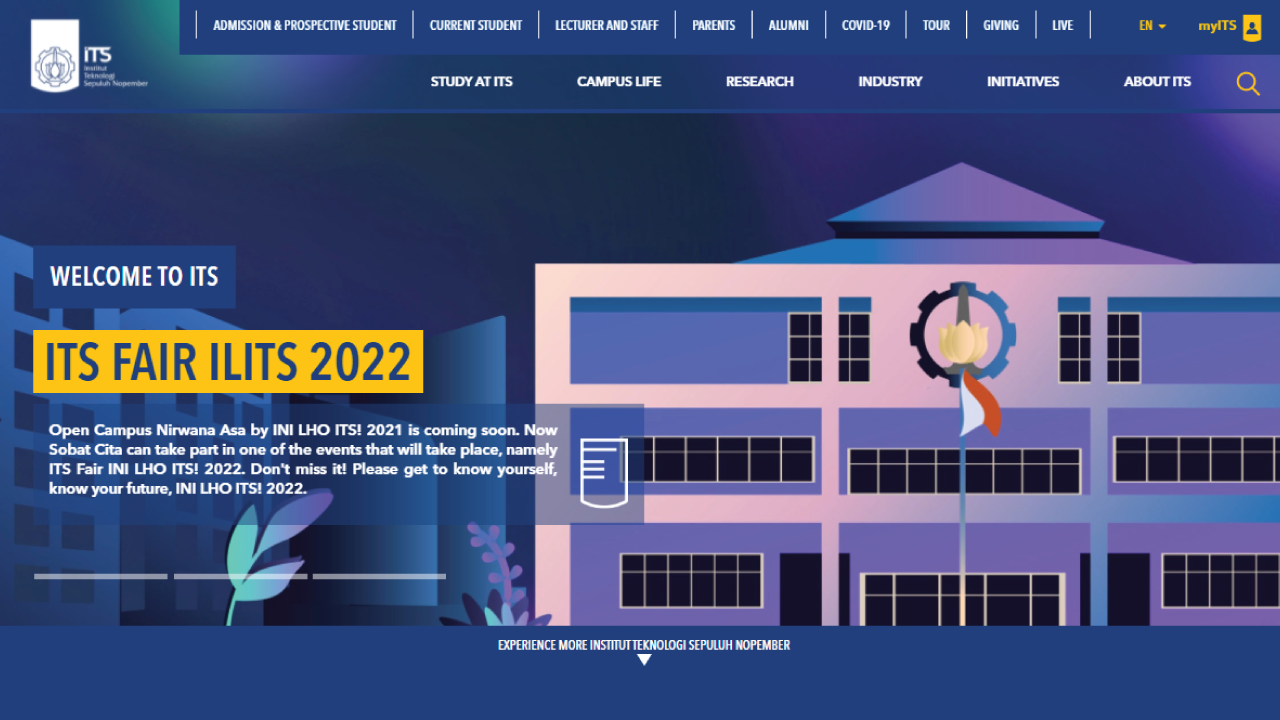 ADMISSION & PROSPECTIVE STUDENT CURRENT STUDENT LECTURER AND STAFF PARENTS ALUMNI COVID-19 TOUR GIVING LIVE EN myITS
ITS
Institut
Teknologi
Sepuluh Nopember
STUDY AT ITS CAMPUS LIFE RESEARCH INDUSTRY INITIATIVES ABOUT ITS
WELCOME TO ITS
ITS FAIR ILITS 2022
Open Campus Nirwana Asa by INI LHO ITS! 2021 is coming soon. Now
Sobat Cita can take part in one of the events that will take place, namely
ITS Fair INI LHO ITS! 2022. Don't miss it! Please get to know yourself,
know your future, INI LHO ITS! 2022.
EXPERIENCE MORE INSTITUT TEKNOLOGI SEPULUH NOPEMBER